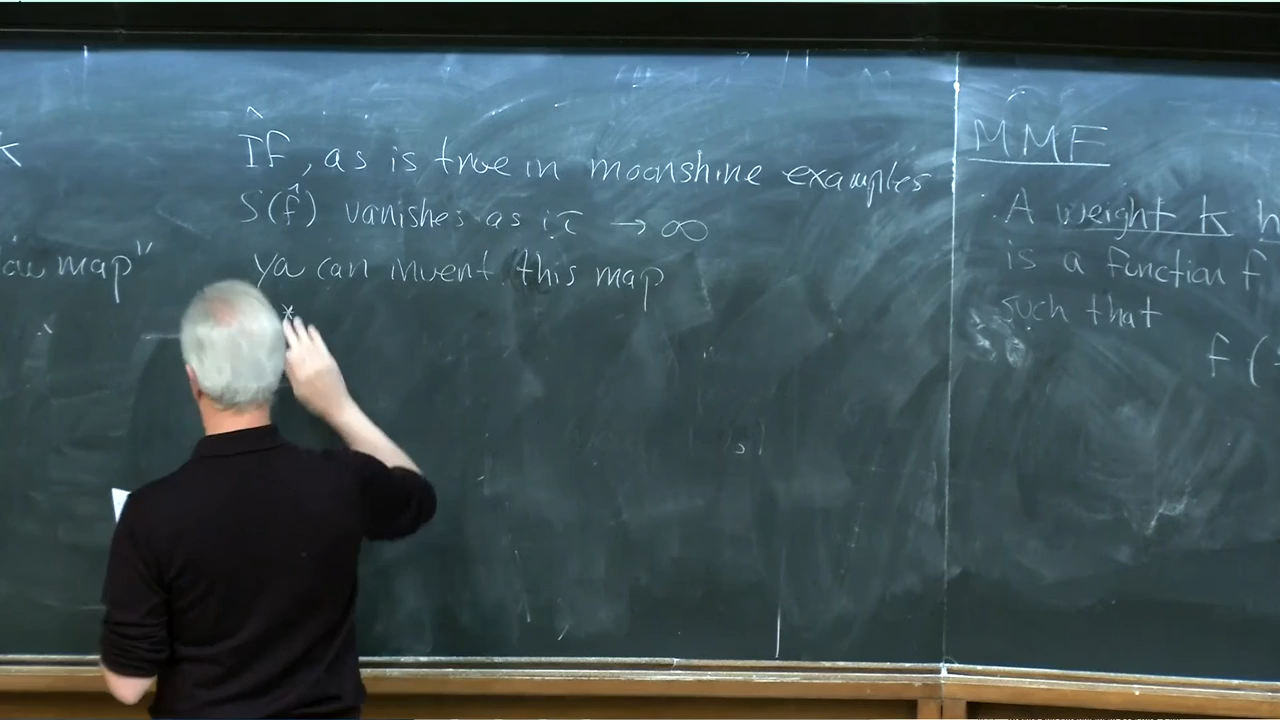 k
map"
If, as is true in moonshine examples
S(f̂) vanishes as iτ → ∞
you can invent this map
*
MMF
· A weight k h
is a function f
such that
f (